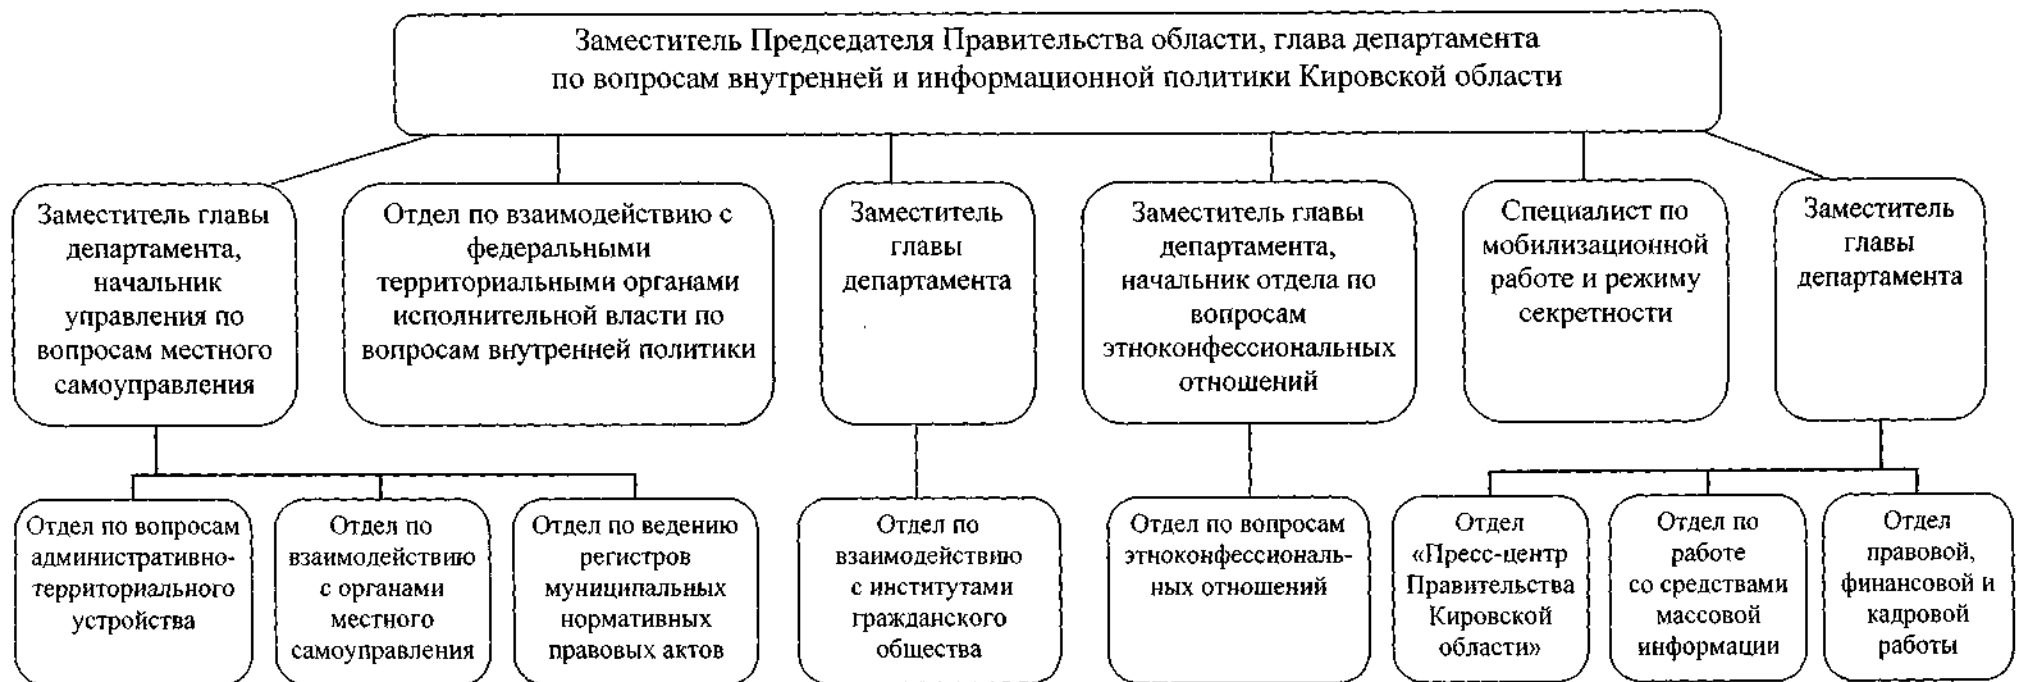 Заместитель Председателя Правительства области, глава департамента
по вопросам внутренней и информационной политики Кировской области
Заместитель главы
департамента,
начальник
управления по
вопросам местного
самоуправления
Отдел по взаимодействию с
федеральными
территориальными органами
исполнительной власти по
вопросам внутренней политики
Заместитель
главы
департамента
Заместитель главы
департамента,
начальник отдела по
вопросам
этноконфессиональных
отношений
Специалист по
мобилизационной
работе и режиму
секретности
Заместитель
главы
департамента
Отдел по вопросам
административно-
территориального
устройства
Отдел по
взаимодействию
с органами
местного
самоуправления
Отдел по ведению
регистров
муниципальных
нормативных
правовых актов
Отдел по
взаимодействию
с институтами
гражданского
общества
Отдел по вопросам
этноконфессиональ-
ных отношений
Отдел
«Пресс-центр
Правительства
Кировской
области»
Отдел по
работе
со средствами
массовой
информации
Отдел
правовой,
финансовой и
кадровой
работы